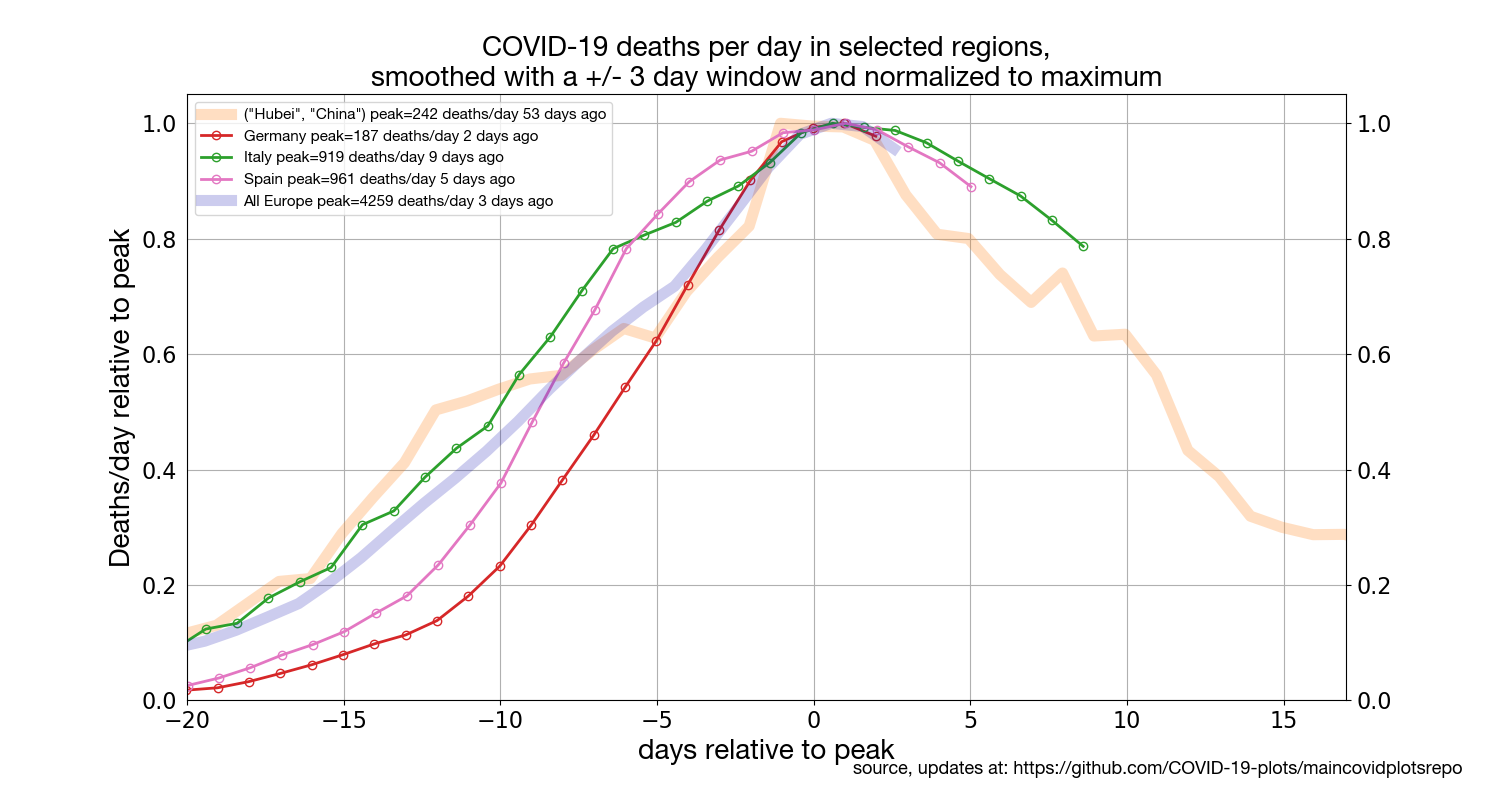 COVID-19 deaths per day in selected regions,
smoothed with a +/- 3 day window and normalized to maximum
("Hubei", "China") peak=242 deaths/day 53 days ago
Germany peak=187 deaths/day 2 days ago
Italy peak=919 deaths/day 9 days ago
Spain peak=961 deaths/day 5 days ago
All Europe peak=4259 deaths/day 3 days ago
Deaths/day relative to peak
1.0
0.8
0.6
0.4
0.2
0.0
1.0
0.8
0.6
0.4
0.2
0.0
−20 −15 −10 −5 0 5 10 15
days relative to peak
source, updates at: https://github.com/COVID-19-plots/maincovidplotsrepo